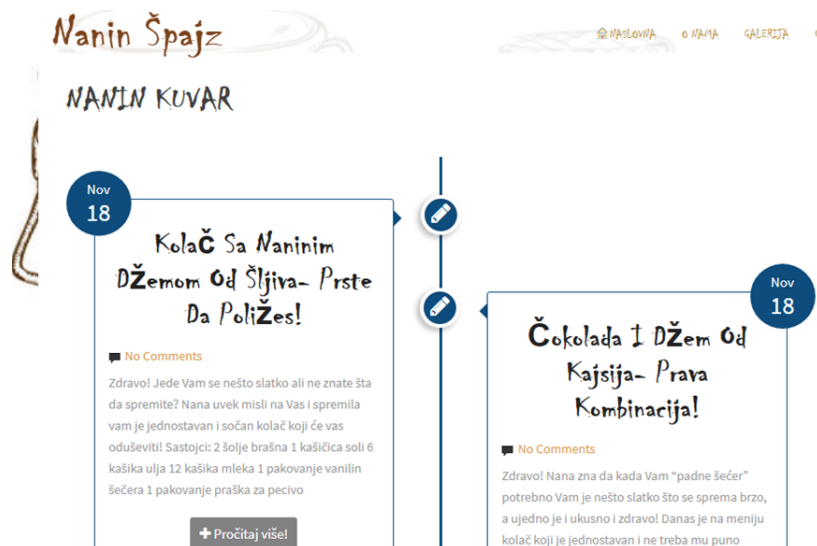 Nanin Špajz
NASLOVNA O NAMA GALERIJA
NANIN KUVAR
Nov
18
KolaČ Sa Naninim
DŽemom Od Šljiva- Prste
Da PoliŽes!
No Comments
Zdravo! Jede Vam se nešto slatko ali ne znate šta
da spremite? Nana uvek misli na Vas i spremila
vam je jednostavan i sočan kolač koji će vas
oduševiti! Sastojci: 2 šolje brašna 1 kašičica soli 6
kašika ulja 12 kašika mleka 1 pakovanje vanilin
šećera 1 pakovanje praška za pecivo
Pročitaj više!
Nov
18
Čokolada I DŽem Od
Kajsija- Prava
Kombinacija!
No Comments
Zdravo! Nana zna da kada Vam “padne šećer”
potrebno Vam je nešto slatko što se sprema brzo,
a ujedno je i ukusno i zdravo! Danas je na meniju
kolač koji je jednostavan i ne treba mu puno